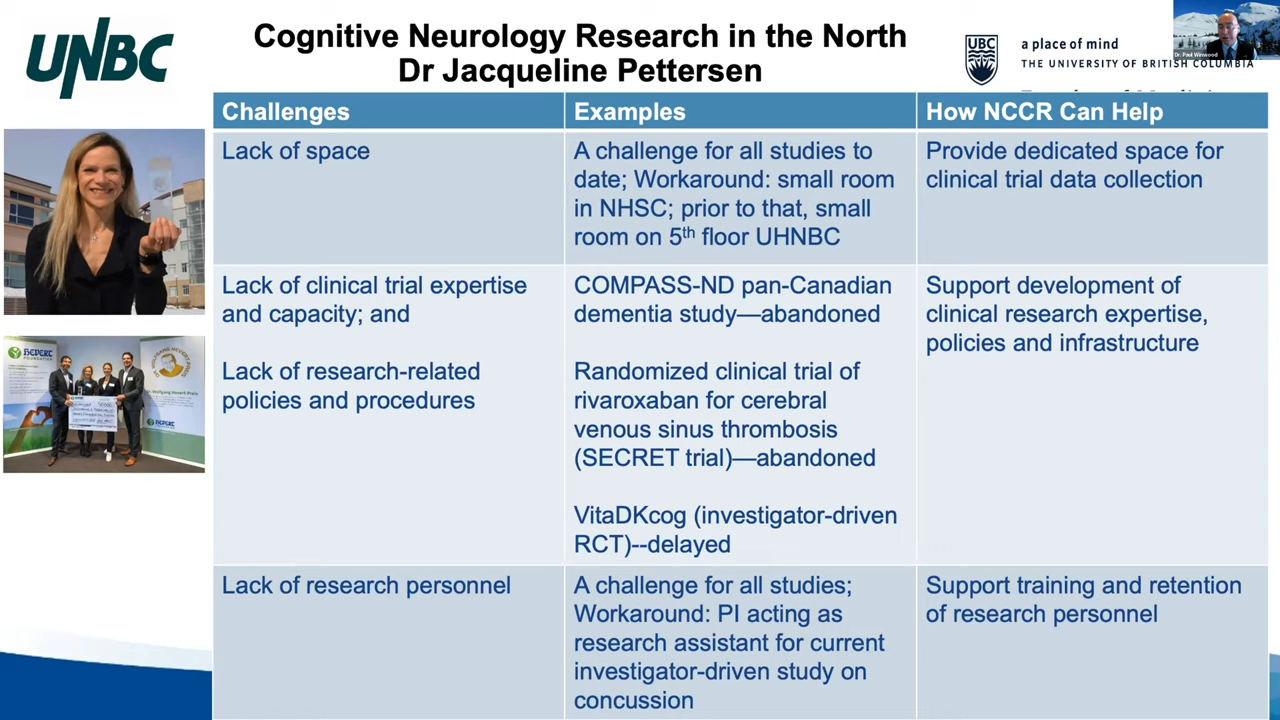 UNBC
Cognitive Neurology Research in the North
Dr Jacqueline Pettersen
UBC
a place of mind
THE UNIVERSITY OF BRITISH COLUMBIA
Dr. Paul Winwood
Challenges
Examples
How NCCR Can Help
Lack of space
A challenge for all studies to
date; Workaround: small room
in NHSC; prior to that, small
room on 5th floor UHNBC
Provide dedicated space for
clinical trial data collection
Lack of clinical trial expertise
and capacity; and
Lack of research-related
policies and procedures
COMPASS-ND pan-Canadian
dementia study—abandoned
Randomized clinical trial of
rivaroxaban for cerebral
venous sinus thrombosis
(SECRET trial)—abandoned
VitaDKcog (investigator-driven
RCT)--delayed
Support development of
clinical research expertise,
policies and infrastructure
Lack of research personnel
A challenge for all studies;
Workaround: PI acting as
research assistant for current
investigator-driven study on
concussion
Support training and retention
of research personnel
HEVERT
FOUNDATION